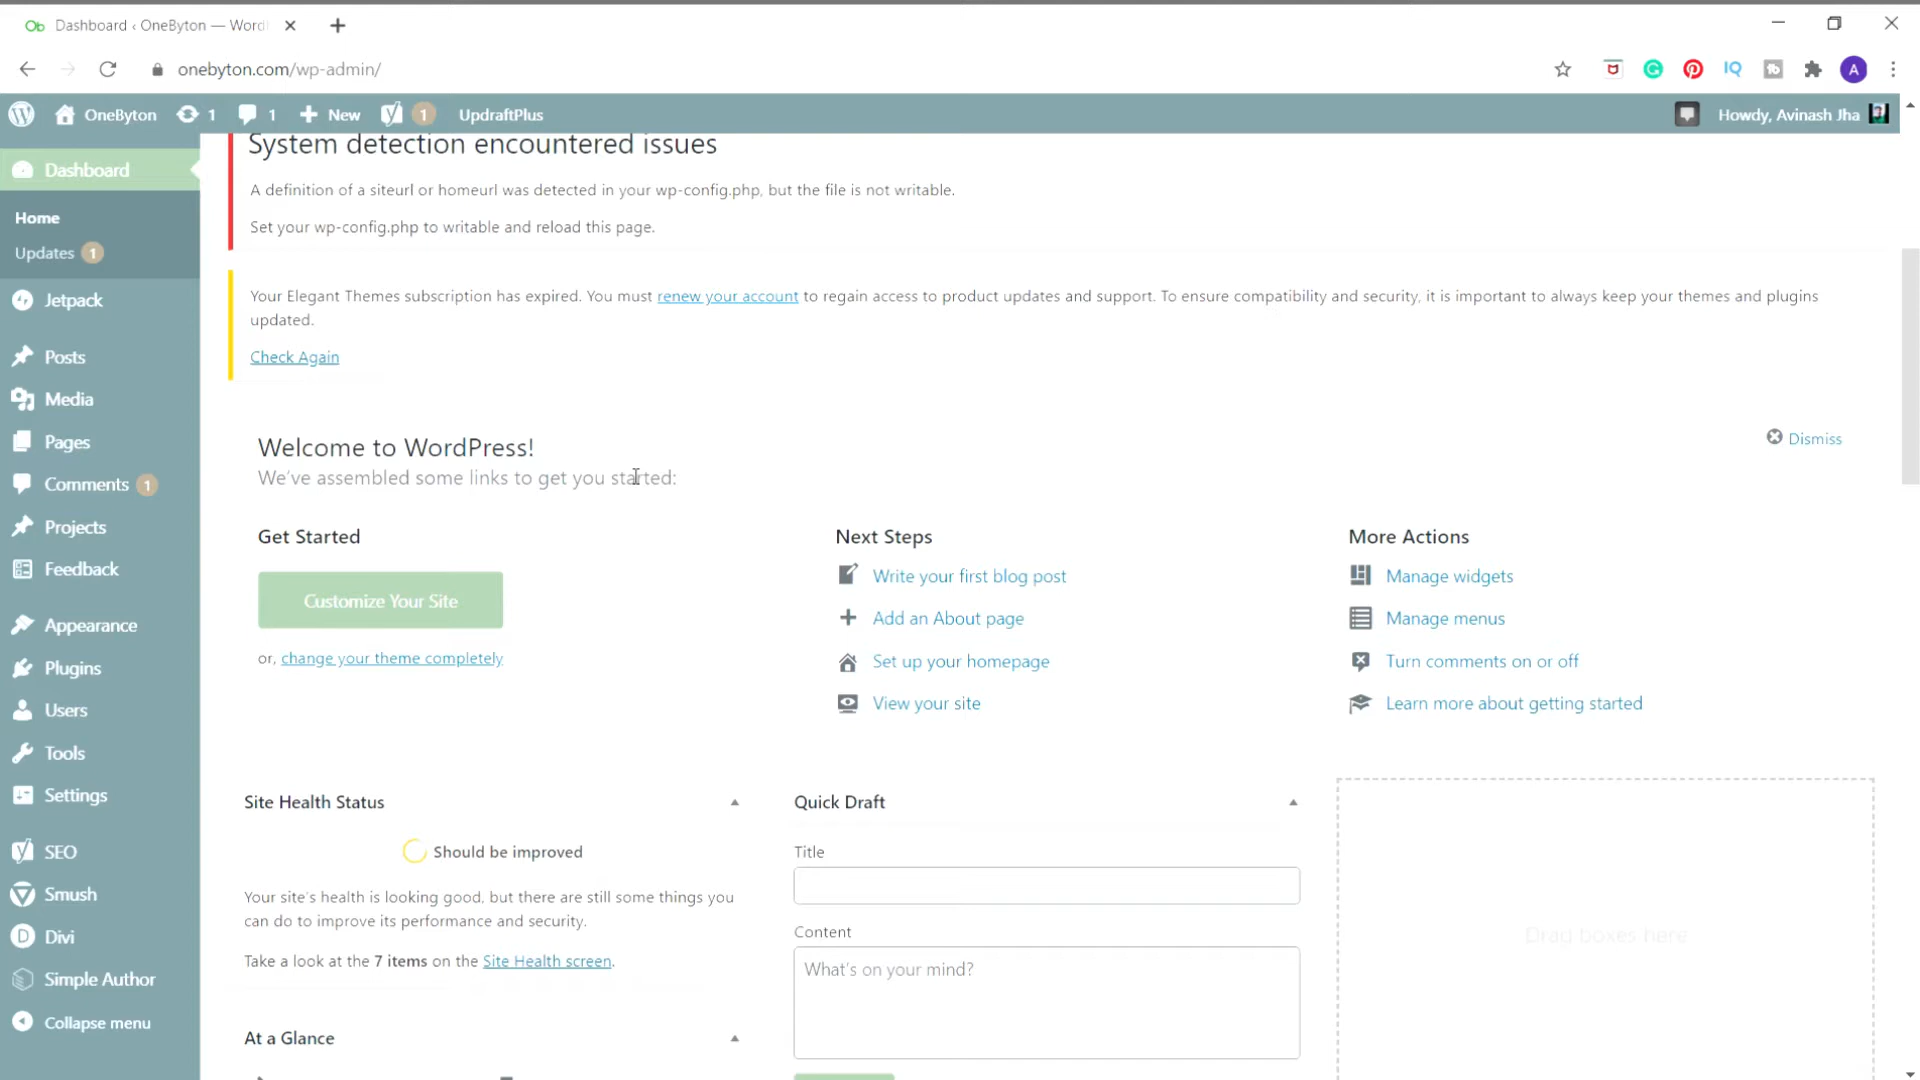 Dashboard ‹ OneByton — Word
onebyton.com/wp-admin/
IQ
A
OneByton
1
1
New
1
UpdraftPlus
Howdy, Avinash Jha
Dashboard
Home
Updates 1
Jetpack
Posts
Media
Pages
Comments 1
Projects
Feedback
Appearance
Plugins
Users
Tools
Settings
SEO
Smush
Divi
Simple Author
Collapse menu
System detection encountered issues
A definition of a siteurl or homeurl was detected in your wp-config.php, but the file is not writable.
Set your wp-config.php to writable and reload this page.
Your Elegant Themes subscription has expired. You must renew your account to regain access to product updates and support. To ensure compatibility and security, it is important to always keep your themes and plugins
updated.
Check Again
Welcome to WordPress!
We've assembled some links to get you started:
Dismiss
Get Started
Customize Your Site
or, change your theme completely
Next Steps
Write your first blog post
Add an About page
Set up your homepage
View your site
More Actions
Manage widgets
Manage menus
Turn comments on or off
Learn more about getting started
Site Health Status
Should be improved
Your site's health is looking good, but there are still some things you
can do to improve its performance and security.
Take a look at the 7 items on the Site Health screen.
At a Glance
Quick Draft
Title
Content
What's on your mind?
Drag boxes here